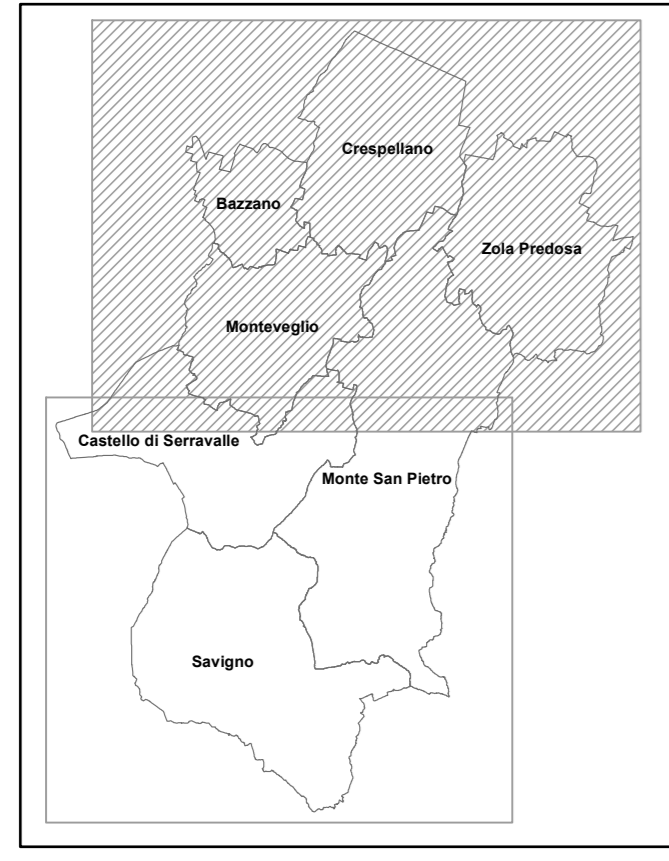 Crespellano
Bazzano
Zola Predosa
Monteveglio
Castello di Serravalle
Monte San Pietro
Savigno